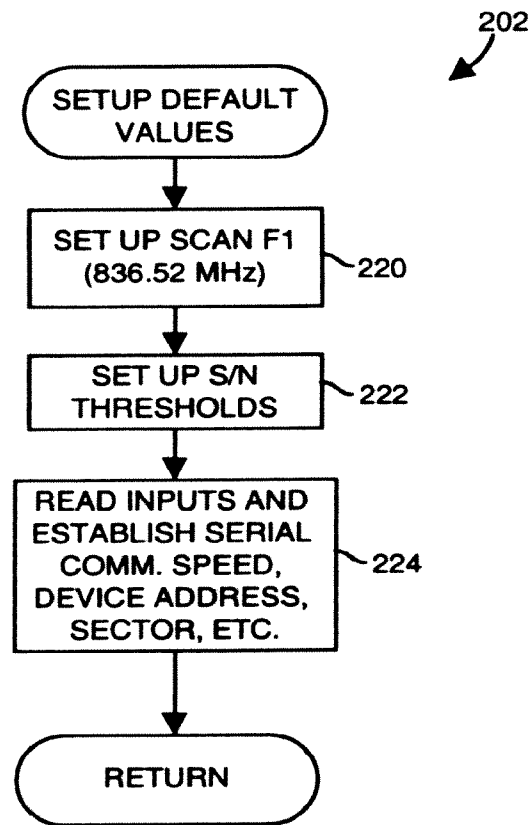 202
SETUP DEFAULT
VALUES
SET UP SCAN F1
(836.52 MHz)
220
SET UP S/N
THRESHOLDS
222
READ INPUTS AND
ESTABLISH SERIAL
COMM. SPEED,
DEVICE ADDRESS,
SECTOR, ETC.
224
RETURN